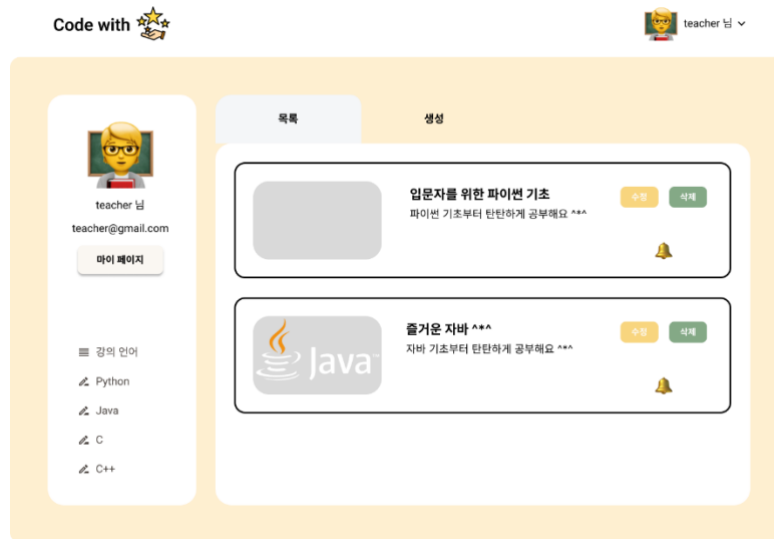 Code with
teacher 님
teacher 님
teacher@gmail.com
마이 페이지
강의 언어
Python
Java
C
C++
목록
생성
입문자를 위한 파이썬 기초
파이썬 기초부터 탄탄하게 공부해요 ^*^
수정
삭제
Java™
즐거운 자바 ^*^
자바 기초부터 탄탄하게 공부해요 ^*^
수정
삭제